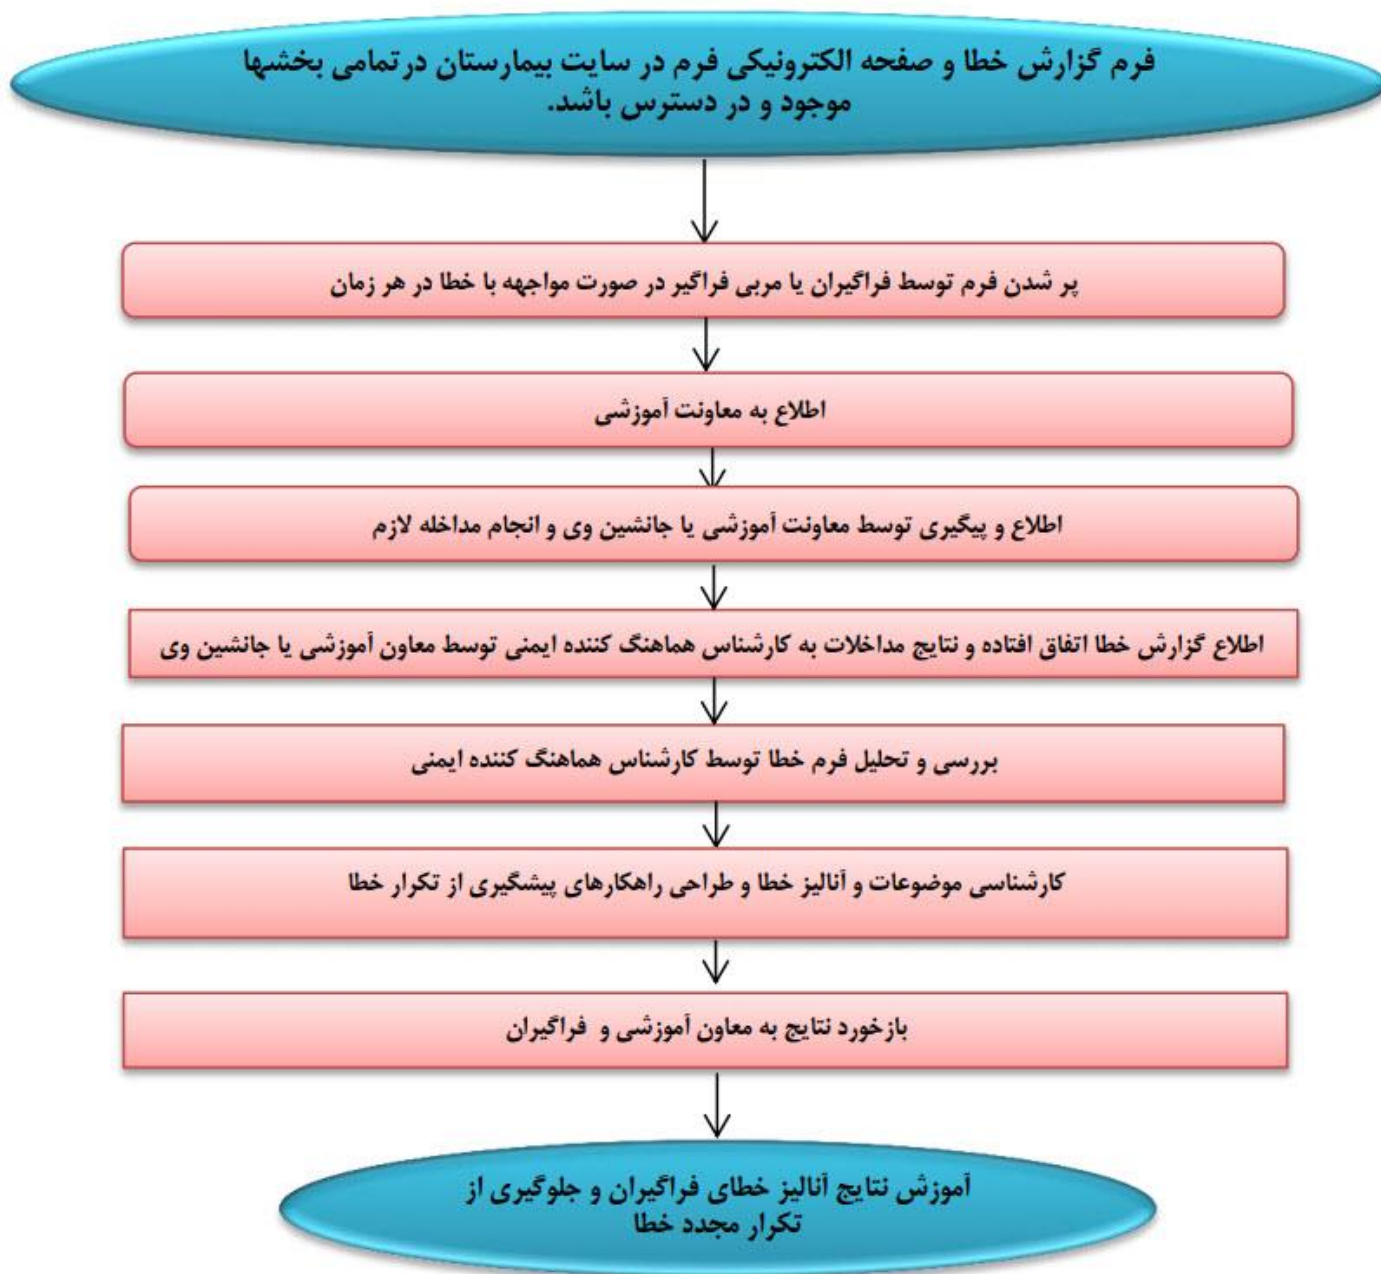 فرم گزارش خطا و صفحه الکترونیکی فرم در سایت بیمارستان درتمامی بخشها
موجود و در دسترس باشد.
پر شدن فرم توسط فراگیران یا مربی فراگیر در صورت مواجهه با خطا در هر زمان
اطلاع به معاونت آموزشی
اطلاع و پیگیری توسط معاونت آموزشی یا جانشین وی و انجام مداخله لازم
اطلاع گزارش خطا اتفاق افتاده و نتایج مداخلات به کارشناس هماهنگ کننده ایمنی توسط معاون آموزشی یا جانشین وی
بررسی و تحلیل فرم خطا توسط کارشناس هماهنگ کننده ایمنی
کارشناسی موضوعات و آنالیز خطا و طراحی راهکارهای پیشگیری از تکرار خطا
بازخورد نتایج به معاون آموزشی و فراگیران
آموزش نتایج آنالیز خطای فراگیران و جلوگیری از
تکرار مجدد خطا